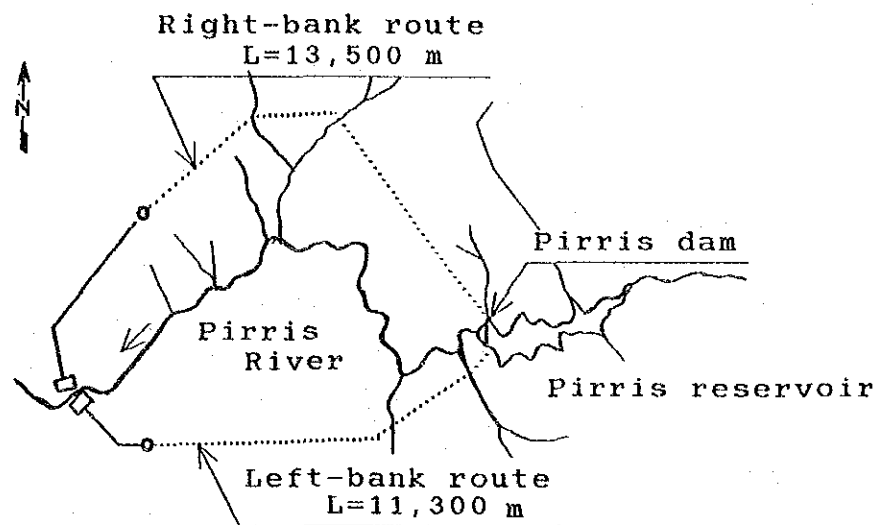 Right-bank route
L=13,500 m
N
Pirris dam
Pirris
River
Pirris reservoir
Left-bank route
L=11,300 m